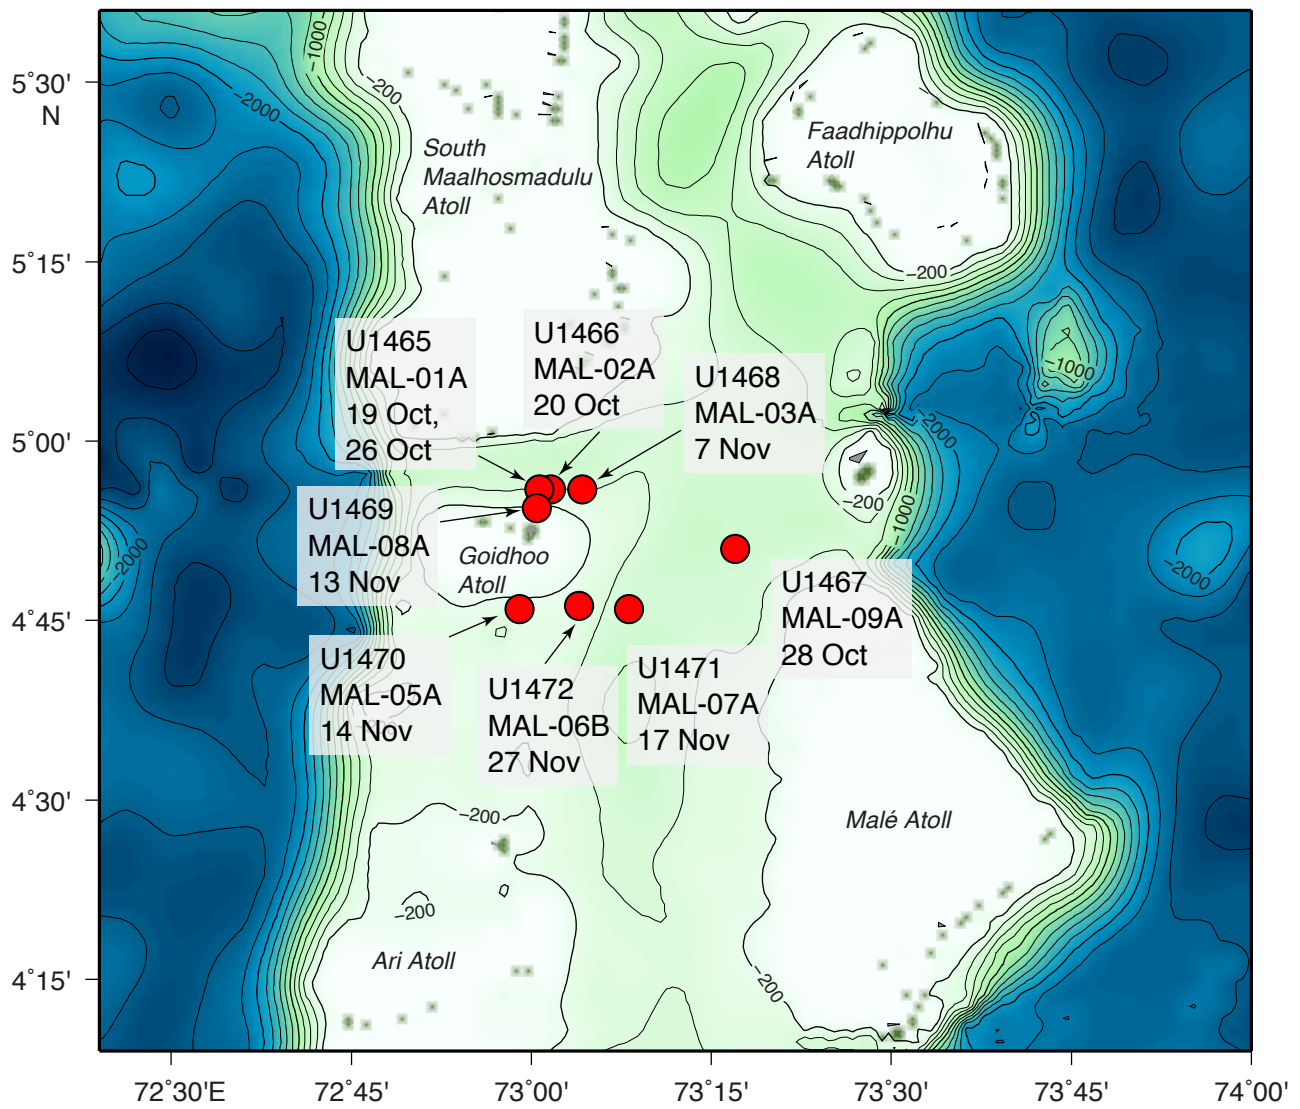 5˚30'
N
5˚15'
5˚00'
4˚45'
4˚30'
4˚15'
−1000
−200
−2000
South
Maalhosmadulu
Atoll
Faadhippolhu
Atoll
−200
−1000
−2000
−200
−1000
−2000
−2000
U1465
MAL-01A
19 Oct,
26 Oct
U1466
MAL-02A
20 Oct
U1468
MAL-03A
7 Nov
U1469
MAL-08A
13 Nov
Goidhoo
Atoll
U1467
MAL-09A
28 Oct
U1470
MAL-05A
14 Nov
U1472
MAL-06B
27 Nov
U1471
MAL-07A
17 Nov
−200
−200
Ari Atoll
Malé Atoll
−200
72˚30'E
72˚45'
73˚00'
73˚15'
73˚30'
73˚45'
74˚00'